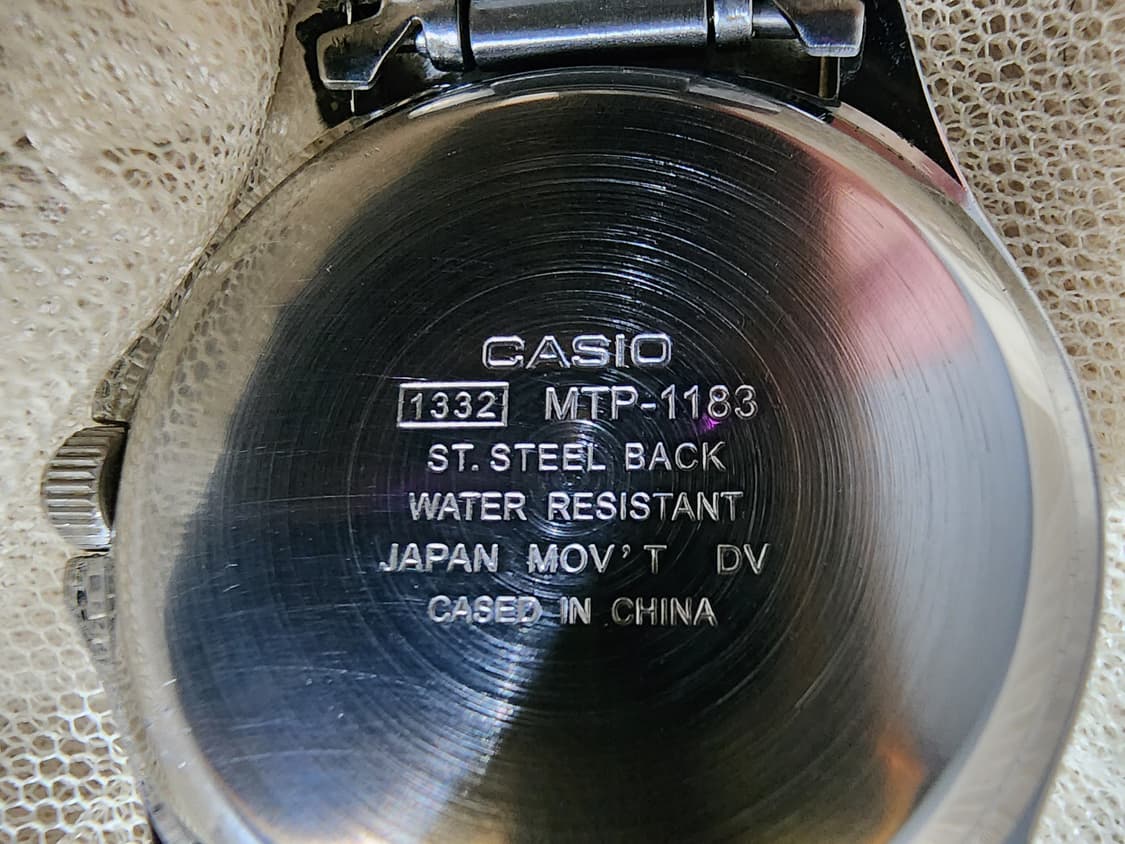 CASIO
1332 MTP-1183
ST. STEEL BACK
WATER RESISTANT
JAPAN MOV'T DV
CASED IN CHINA